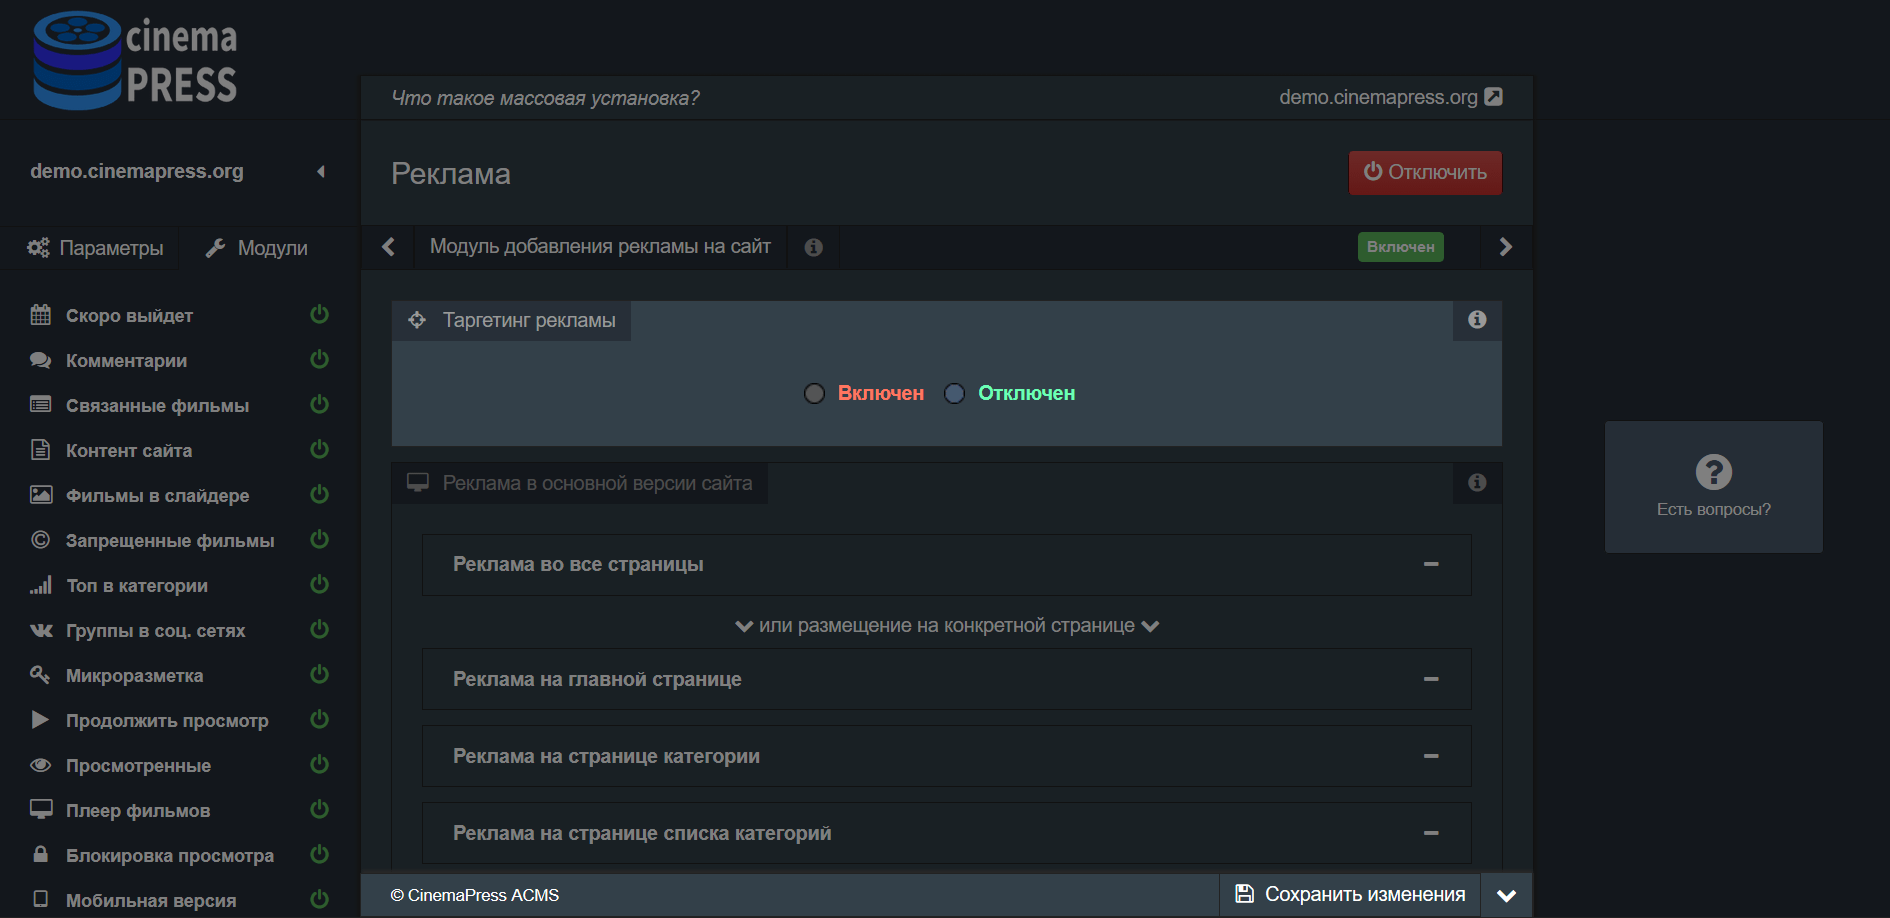 cinema
PRESS
Что такое массовая установка?
demo.cinemapress.org
demo.cinemapress.org
Реклама
Отключить
Параметры
Модули
Модуль добавления рекламы на сайт
Включен
Скоро выйдет
Комментарии
Связанные фильмы
Контент сайта
Фильмы в слайдере
Запрещенные фильмы
Топ в категории
Группы в соц. сетях
Микроразметка
Продолжить просмотр
Просмотренные
Плеер фильмов
Блокировка просмотра
Мобильная версия
Таргетинг рекламы
Включен
Отключен
Реклама в основной версии сайта
Реклама во все страницы
или размещение на конкретной странице
Реклама на главной странице
Реклама на странице категории
Реклама на странице списка категорий
Есть вопросы?
© CinemaPress ACMS
Сохранить изменения